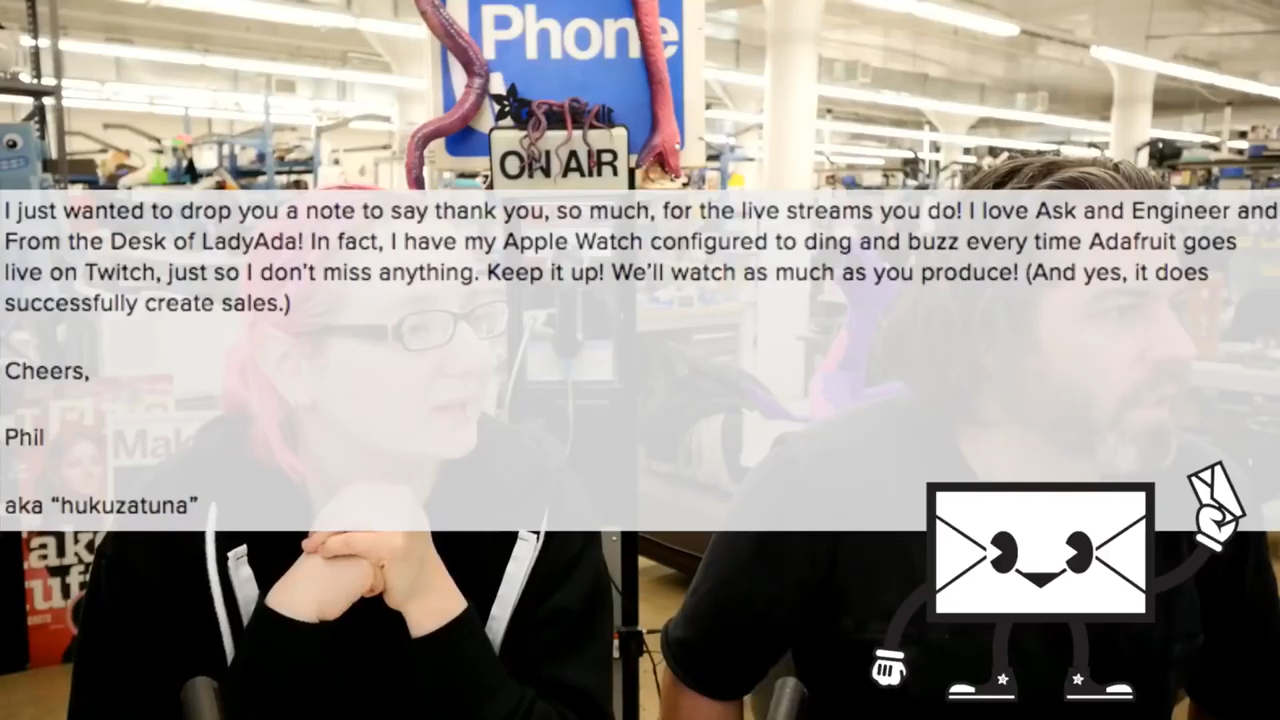 Phone
ON AIR
I just wanted to drop you a note to say thank you, so much, for the live streams you do! I love Ask and Engineer and
From the Desk of LadyAda! In fact, I have my Apple Watch configured to ding and buzz every time Adafruit goes
live on Twitch, just so I don't miss anything. Keep it up! We'll watch as much as you produce! (And yes, it does
successfully create sales.)
Cheers,
Phil
Mak
aka “hukuzatuna”